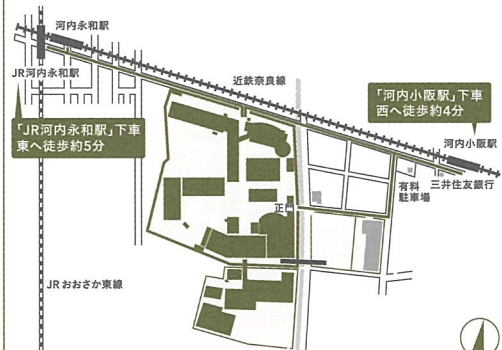 河内永和駅
JR河内永和駅
近鉄奈良線
「河内小阪駅」下車
西へ徒歩約4分
「JR河内永和駅」下車
東へ徒歩約5分
河内小阪駅
有料
駐車場
三井住友銀行
正門
JRおおさか東線